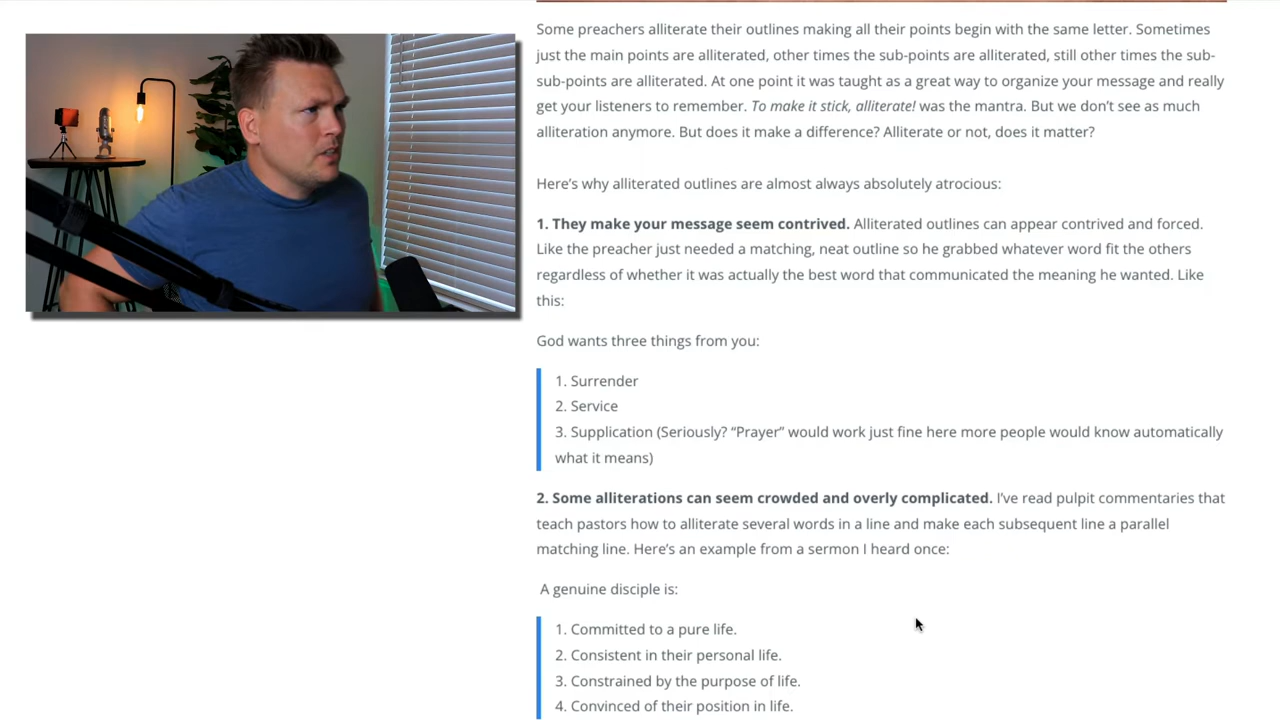 Some preachers alliterate their outlines making all their points begin with the same letter. Sometimes
just the main points are alliterated, other times the sub-points are alliterated, still other times the sub-
sub-points are alliterated. At one point it was taught as a great way to organize your message and really
get your listeners to remember. To make it stick, alliterate! was the mantra. But we don’t see as much
alliteration anymore. But does it make a difference? Alliterate or not, does it matter?
Here’s why alliterated outlines are almost always absolutely atrocious:
1. They make your message seem contrived. Alliterated outlines can appear contrived and forced.
Like the preacher just needed a matching, neat outline so he grabbed whatever word fit the others
regardless of whether it was actually the best word that communicated the meaning he wanted. Like
this:
God wants three things from you:
1. Surrender
2. Service
3. Supplication (Seriously? “Prayer” would work just fine here more people would know automatically
what it means)
2. Some alliterations can seem crowded and overly complicated. I’ve read pulpit commentaries that
teach pastors how to alliterate several words in a line and make each subsequent line a parallel
matching line. Here’s an example from a sermon I heard once:
A genuine disciple is:
1. Committed to a pure life.
2. Consistent in their personal life.
3. Constrained by the purpose of life.
4. Convinced of their position in life.